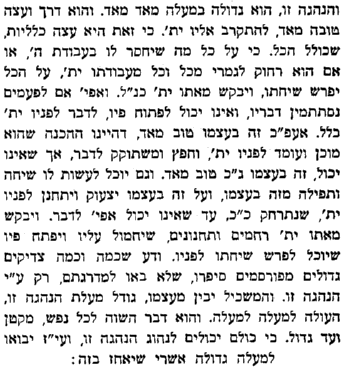 והנהגה זו, הוא גדולה במעלה מאד מאד. והוא דרך ועצה
טובה מאד, להתקרב אליו ית'. כי זאת היא עצה כלליות,
שכולל הכל. כי על כל מה שיחסר לו בעבודת ה', או
אם הוא רחוק לגמרי מכל וכל מעבודתו ית', על הכל
יפרש שיחתו, ויבקש מאתו ית' כנ"ל. ואפי' אם לפעמים
נסתתמין דבריו, ואינו יכול לפתוח פיו, לדבר לפניו ית'
כלל. אעפ"כ זה בעצמו טוב מאד, דהיינו ההכנה שהוא
מוכן ועומד לפניו ית', וחפץ ומשתוקק לדבר, אך שאינו
יכול, זה בעצמו ג"כ טוב מאד. וגם יוכל לעשות לו שיחה
ותפילה מזה בעצמו, ועל זה בעצמו יצעוק ויתחנן לפניו
ית', שנתרחק כ"כ, עד שאינו יכול אפי' לדבר. ויבקש
מאתו ית' רחמים ותחנונים, שיחמול עליו ויפתח פיו
שיוכל לפרש שיחתו לפניו. ודע שכמה וכמה צדיקים
גדולים מפורסמים סיפרו, שלא באו למדרגתם, רק ע"י
הנהגה זו. והמשכיל יבין מעצמו, גודל מעלת הנהגה זו,
העולה למעלה למעלה. והוא דבר השוה לכל נפש, מקטן
ועד גדול. כי כולם יכולים לנהוג הנהגה זו, ועי"ז יבואו
למעלה גדולה אשרי שיאחז בזה: